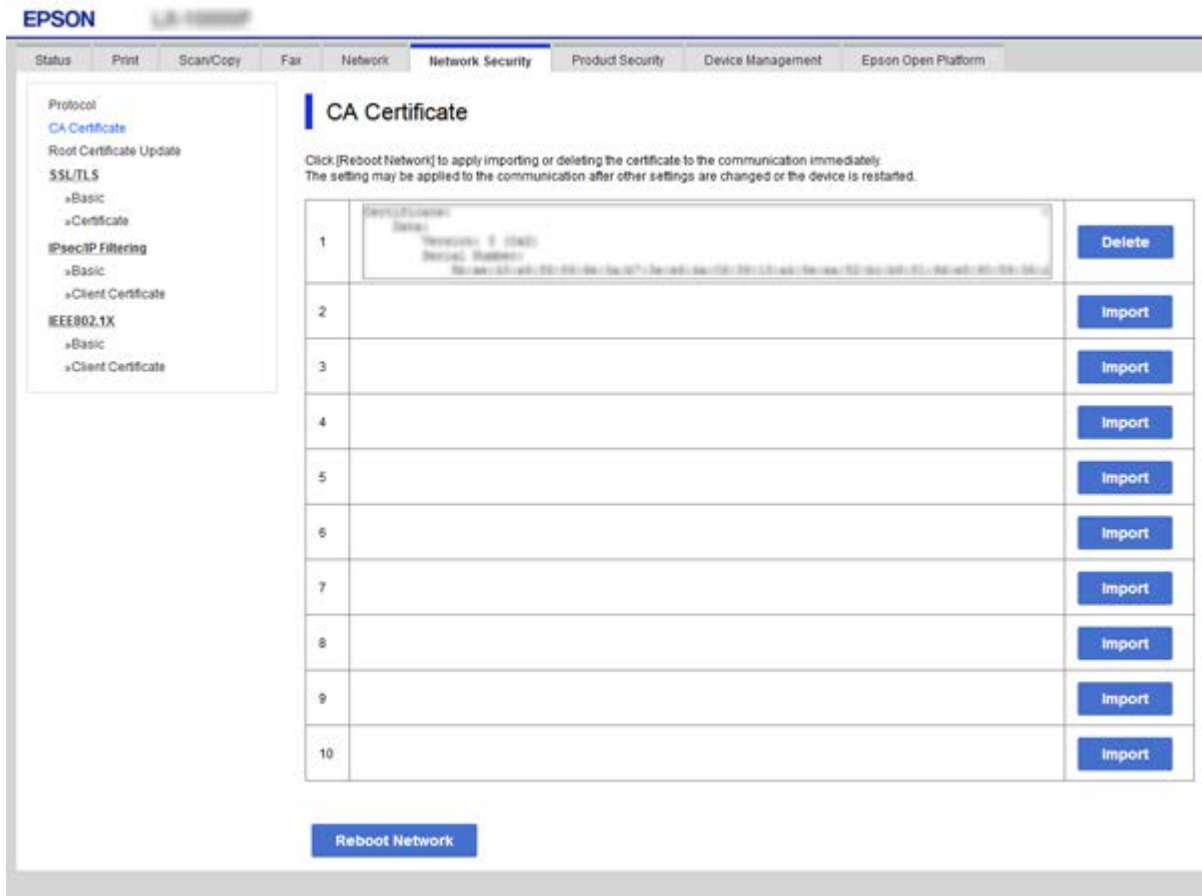 EPSON
Status Print Scan/Copy Fax Network Network Security Product Security Device Management Epson Open Platform
Protocol
CA Certificate
Root Certificate Update
SSL/TLS
»Basic
»Certificate
IPsec/IP Filtering
»Basic
»Client Certificate
IEEE802.1X
»Basic
»Client Certificate
CA Certificate
Click [Reboot Network] to apply importing or deleting the certificate to the communication immediately.
The setting may be applied to the communication after other settings are changed or the device is restarted.
Certificate:
Data:
1 Delete
Serial Number:
2 Import
3 Import
4 Import
5 Import
6 Import
7 Import
8 Import
9 Import
10 Import
Reboot Network